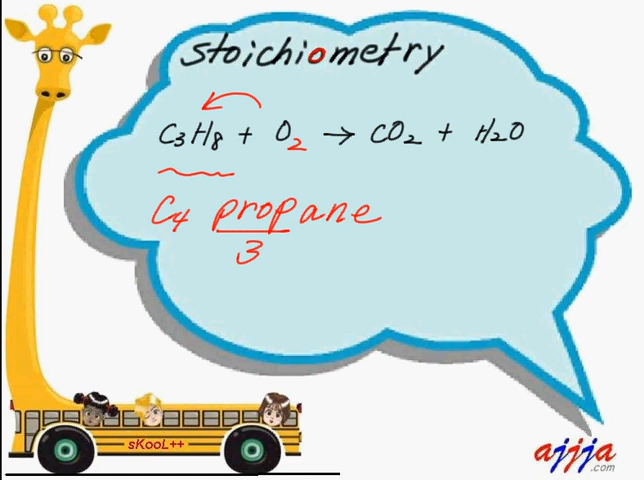 stoichiometry
C3H8 + O2 → CO2 + H2O
C4 propane
3
sKooL++
ajjja
.com